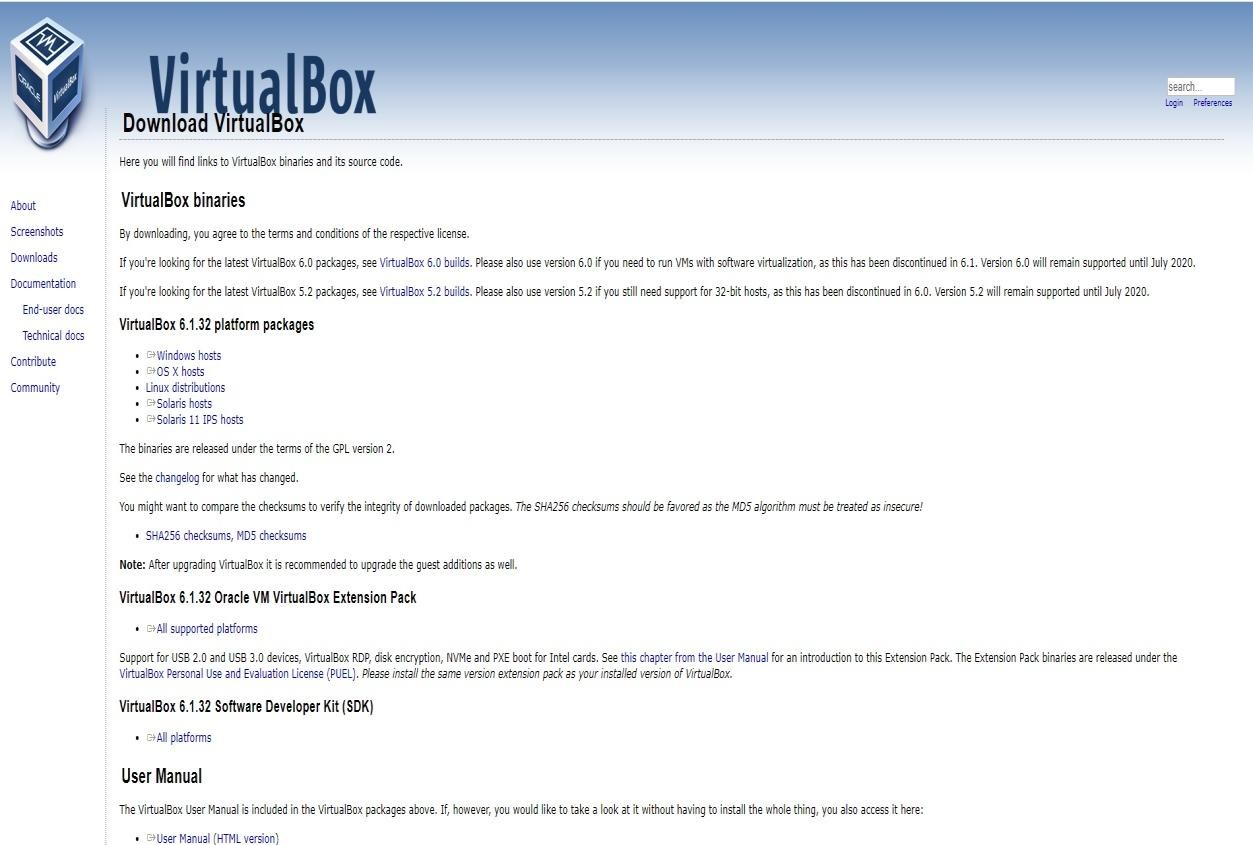 ORACLE
VirtualBox
VirtualBox
search...
Login Preferences
Download VirtualBox
Here you will find links to VirtualBox binaries and its source code.
About
Screenshots
Downloads
Documentation
End-user docs
Technical docs
Contribute
Community
VirtualBox binaries
By downloading, you agree to the terms and conditions of the respective license.
If you're looking for the latest VirtualBox 6.0 packages, see VirtualBox 6.0 builds. Please also use version 6.0 if you need to run VMs with software virtualization, as this has been discontinued in 6.1. Version 6.0 will remain supported until July 2020.
If you're looking for the latest VirtualBox 5.2 packages, see VirtualBox 5.2 builds. Please also use version 5.2 if you still need support for 32-bit hosts, as this has been discontinued in 6.0. Version 5.2 will remain supported until July 2020.
VirtualBox 6.1.32 platform packages
Windows hosts
OS X hosts
Linux distributions
Solaris hosts
Solaris 11 IPS hosts
The binaries are released under the terms of the GPL version 2.
See the changelog for what has changed.
You might want to compare the checksums to verify the integrity of downloaded packages. The SHA256 checksums should be favored as the MD5 algorithm must be treated as insecure!
SHA256 checksums, MD5 checksums
Note: After upgrading VirtualBox it is recommended to upgrade the guest additions as well.
VirtualBox 6.1.32 Oracle VM VirtualBox Extension Pack
All supported platforms
Support for USB 2.0 and USB 3.0 devices, VirtualBox RDP, disk encryption, NVMe and PXE boot for Intel cards. See this chapter from the User Manual for an introduction to this Extension Pack. The Extension Pack binaries are released under the
VirtualBox Personal Use and Evaluation License (PUEL). Please install the same version extension pack as your installed version of VirtualBox.
VirtualBox 6.1.32 Software Developer Kit (SDK)
All platforms
User Manual
The VirtualBox User Manual is included in the VirtualBox packages above. If, however, you would like to take a look at it without having to install the whole thing, you also access it here:
User Manual (HTML version)